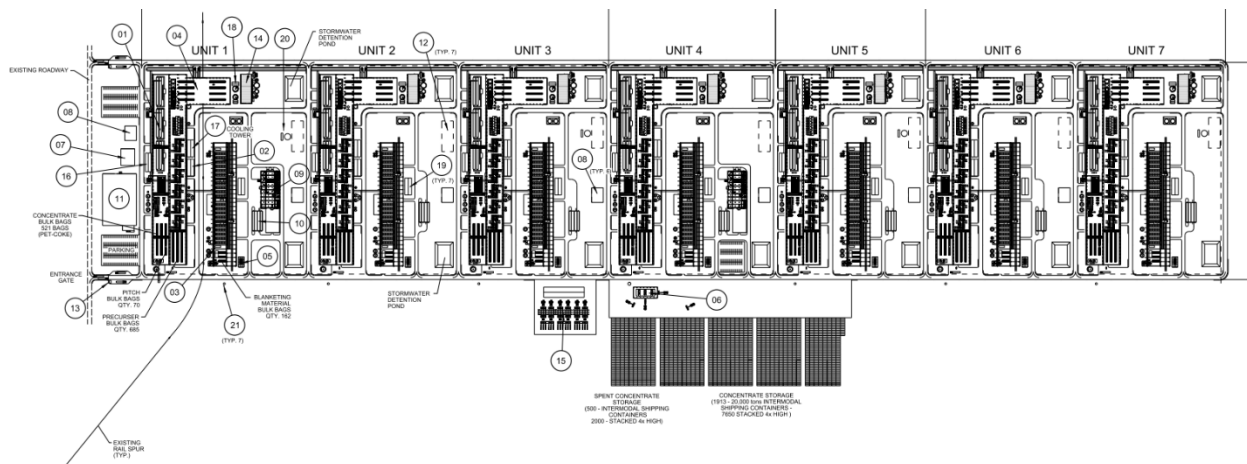 UNIT 1
UNIT 2
UNIT 3
UNIT 4
UNIT 5
UNIT 6
UNIT 7
01
04
18
14
20
STORMWATER
DETENTION
POND
12
(TYP. 7)
EXISTING ROADWAY
08
07
16
17
COOLING
TOWER
02
09
19
(TYP. 7)
08
11
10
CONCENTRATE
BULK BAGS
521 BAGS
(PET-COKE)
PARKING
05
ENTRANCE
GATE
13
PITCH
BULK BAGS
QTY. 70
03
PRECURSER
BULK BAGS
QTY. 685
21
(TYP. 7)
BLANKETING
MATERIAL
BULK BAGS
QTY. 162
STORMWATER
DETENTION
POND
06
15
SPENT CONCENTRATE
STORAGE
(500 - INTERMODAL SHIPPING
CONTAINERS
2000 - STACKED 4x HIGH)
CONCENTRATE STORAGE
(1913 - 20,000 tons INTERMODAL
SHIPPING CONTAINERS -
7650 STACKED 4x HIGH )
EXISTING
RAIL SPUR
(TYP.)